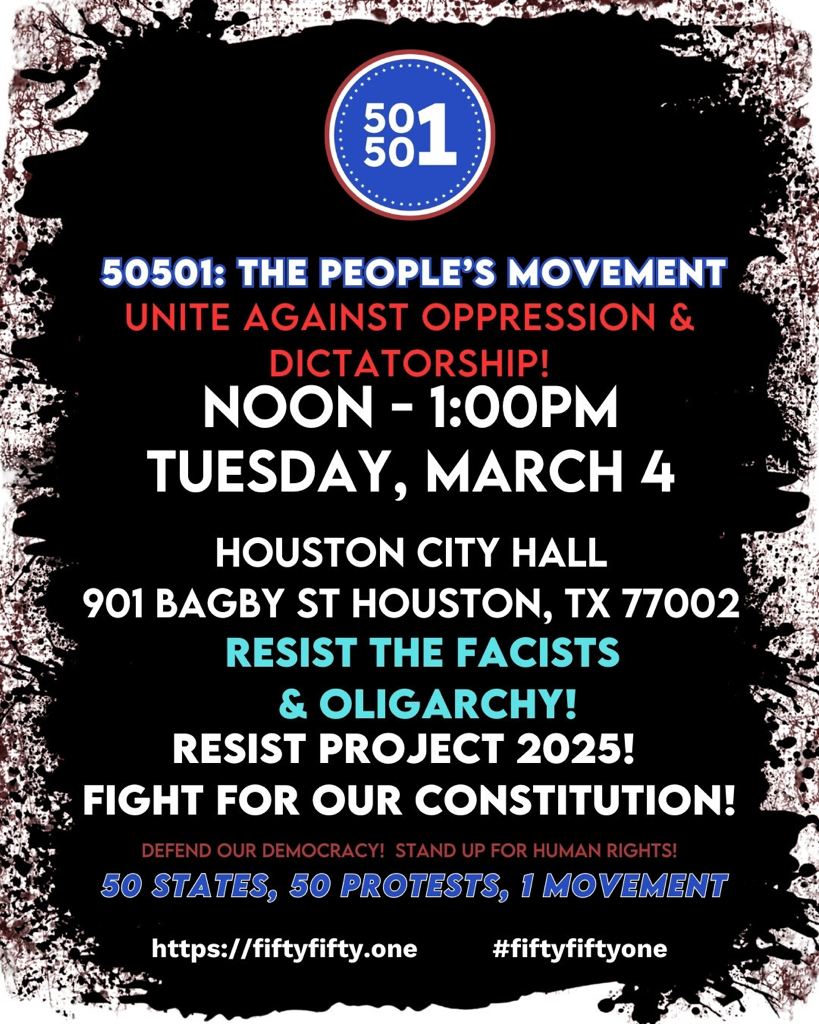 50
50 1
50501: THE PEOPLE'S MOVEMENT
UNITE AGAINST OPPRESSION &
DICTATORSHIP!
NOON - 1:00PM
TUESDAY, MARCH 4
HOUSTON CITY HALL
901 BAGBY ST HOUSTON, TX 77002
RESIST THE FACISTS
& OLIGARCHY!
RESIST PROJECT 2025!
FIGHT FOR OUR CONSTITUTION!
DEFEND OUR DEMOCRACY! STAND UP FOR HUMAN RIGHTS!
50 STATES, 50 PROTESTS, 1 MOVEMENT
https://fiftyfifty.one #fiftyfiftyone